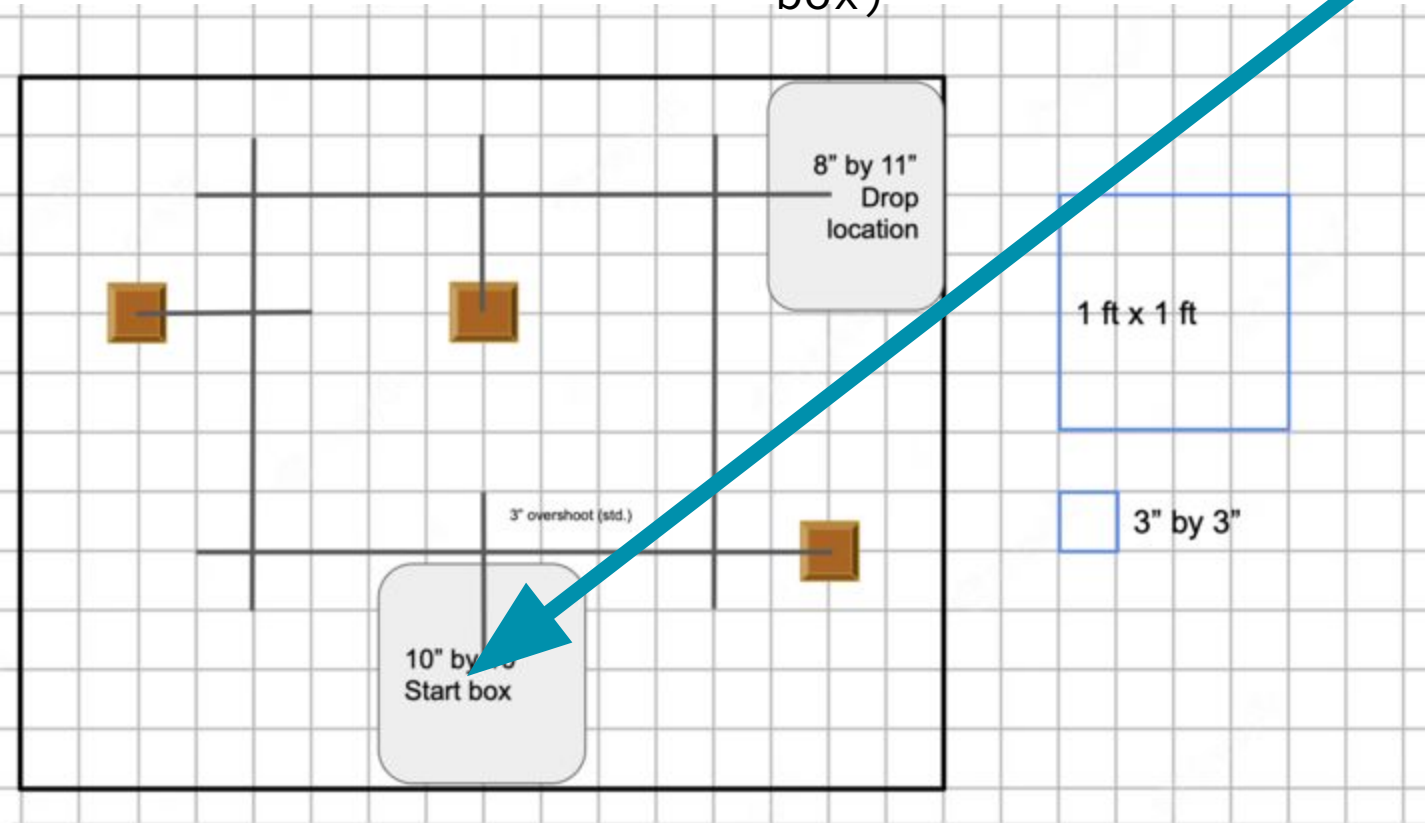 box)
8” by 11”
Drop
location
1 ft x 1 ft
3” overshoot (std.)
3” by 3”
10” by
Start box